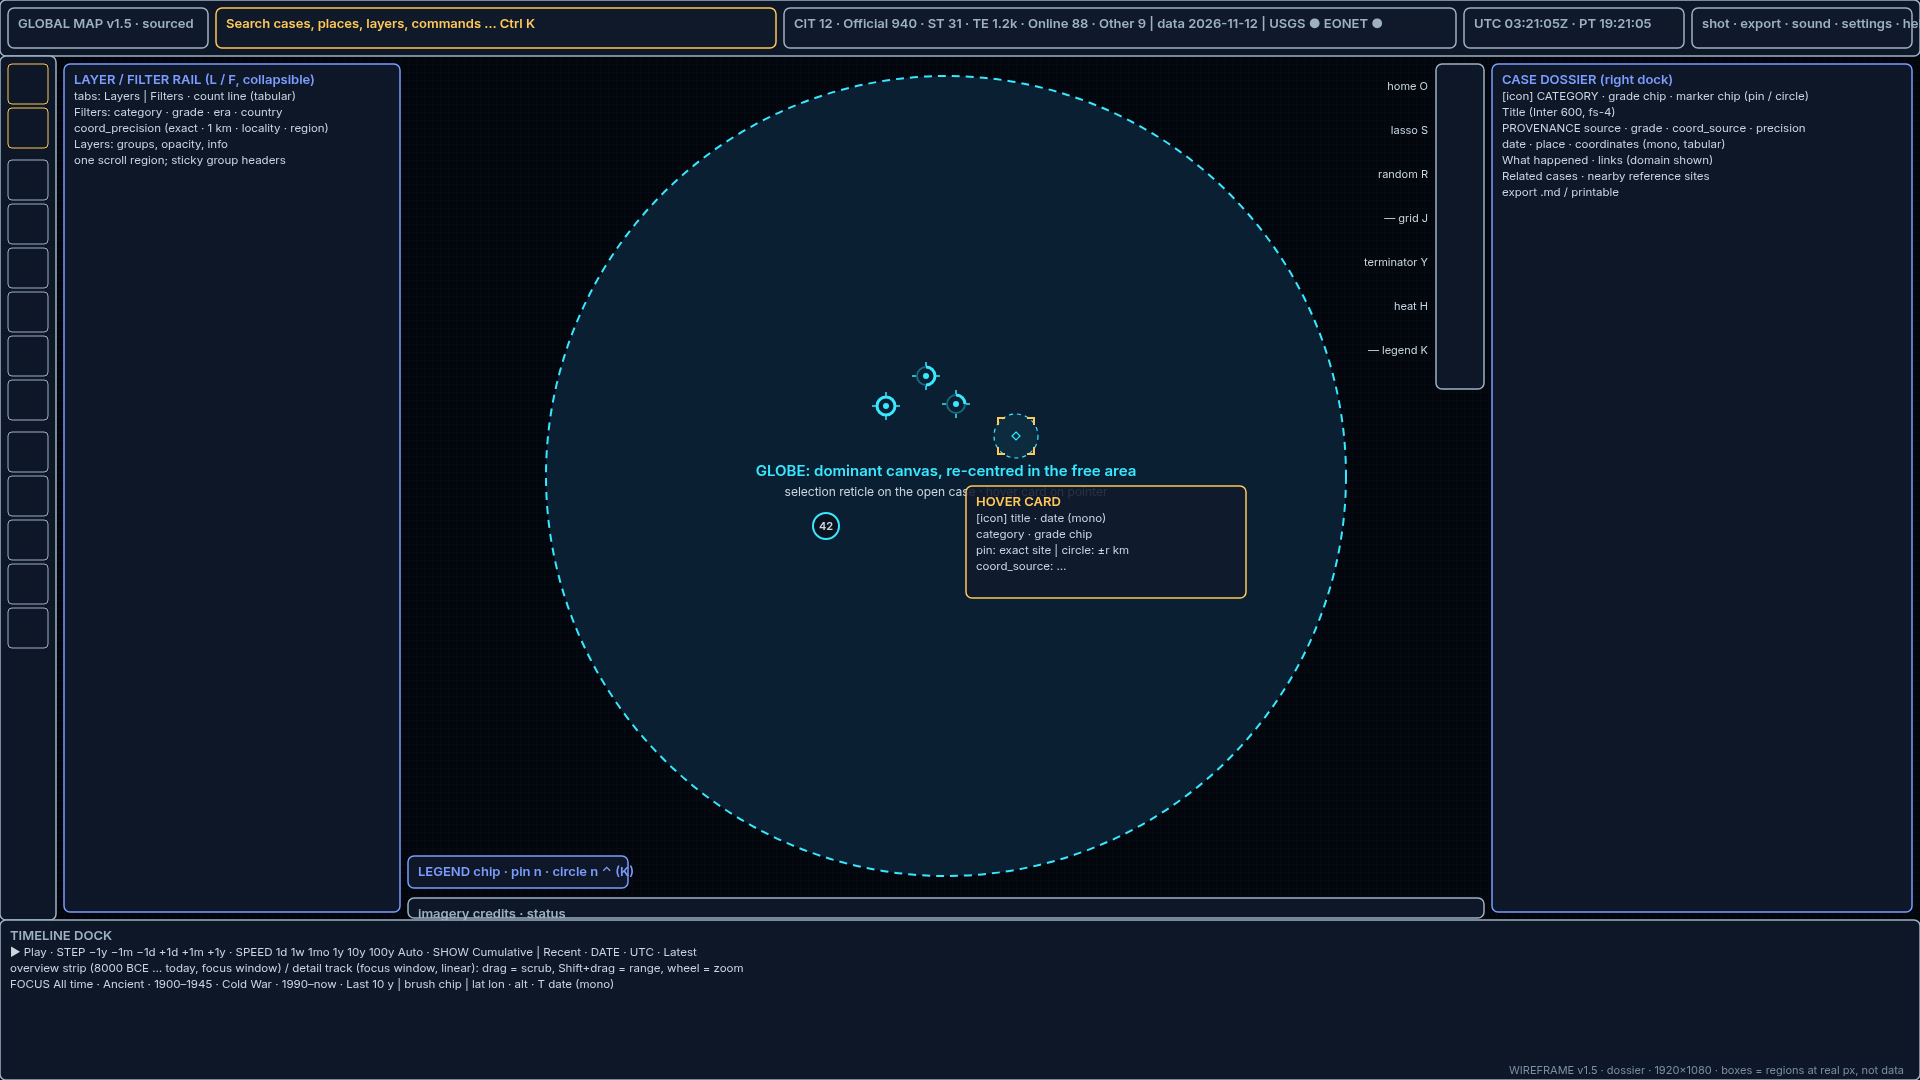 GLOBAL MAP v1.5 · sourced
Search cases, places, layers, commands ... Ctrl K
CIT 12 · Official 940 · ST 31 · TE 1.2k · Online 88 · Other 9 | data 2026-11-12 | USGS ● EONET ●
UTC 03:21:05Z · PT 19:21:05
shot · export · sound · settings · he
LAYER / FILTER RAIL (L / F, collapsible)
tabs: Layers | Filters · count line (tabular)
Filters: category · grade · era · country
coord_precision (exact · 1 km · locality · region)
Layers: groups, opacity, info
one scroll region; sticky group headers
home O
lasso S
random R
— grid J
terminator Y
heat H
— legend K
CASE DOSSIER (right dock)
[icon] CATEGORY · grade chip · marker chip (pin / circle)
Title (Inter 600, fs-4)
PROVENANCE source · grade · coord_source · precision
date · place · coordinates (mono, tabular)
What happened · links (domain shown)
Related cases · nearby reference sites
export .md / printable
GLOBE: dominant canvas, re-centred in the free area
selection reticle on the open case · hover card on pointer
HOVER CARD
[icon] title · date (mono)
category · grade chip
pin: exact site | circle: ±r km
coord_source: ...
42
LEGEND chip · pin n · circle n ^ (K)
imagery credits · status
TIMELINE DOCK
▶ Play · STEP −1y −1m −1d +1d +1m +1y · SPEED 1d 1w 1mo 1y 10y 100y Auto · SHOW Cumulative | Recent · DATE · UTC · Latest
overview strip (8000 BCE ... today, focus window) / detail track (focus window, linear): drag = scrub, Shift+drag = range, wheel = zoom
FOCUS All time · Ancient · 1900–1945 · Cold War · 1990–now · Last 10 y | brush chip | lat lon · alt · T date (mono)
WIREFRAME v1.5 · dossier · 1920×1080 · boxes = regions at real px, not data